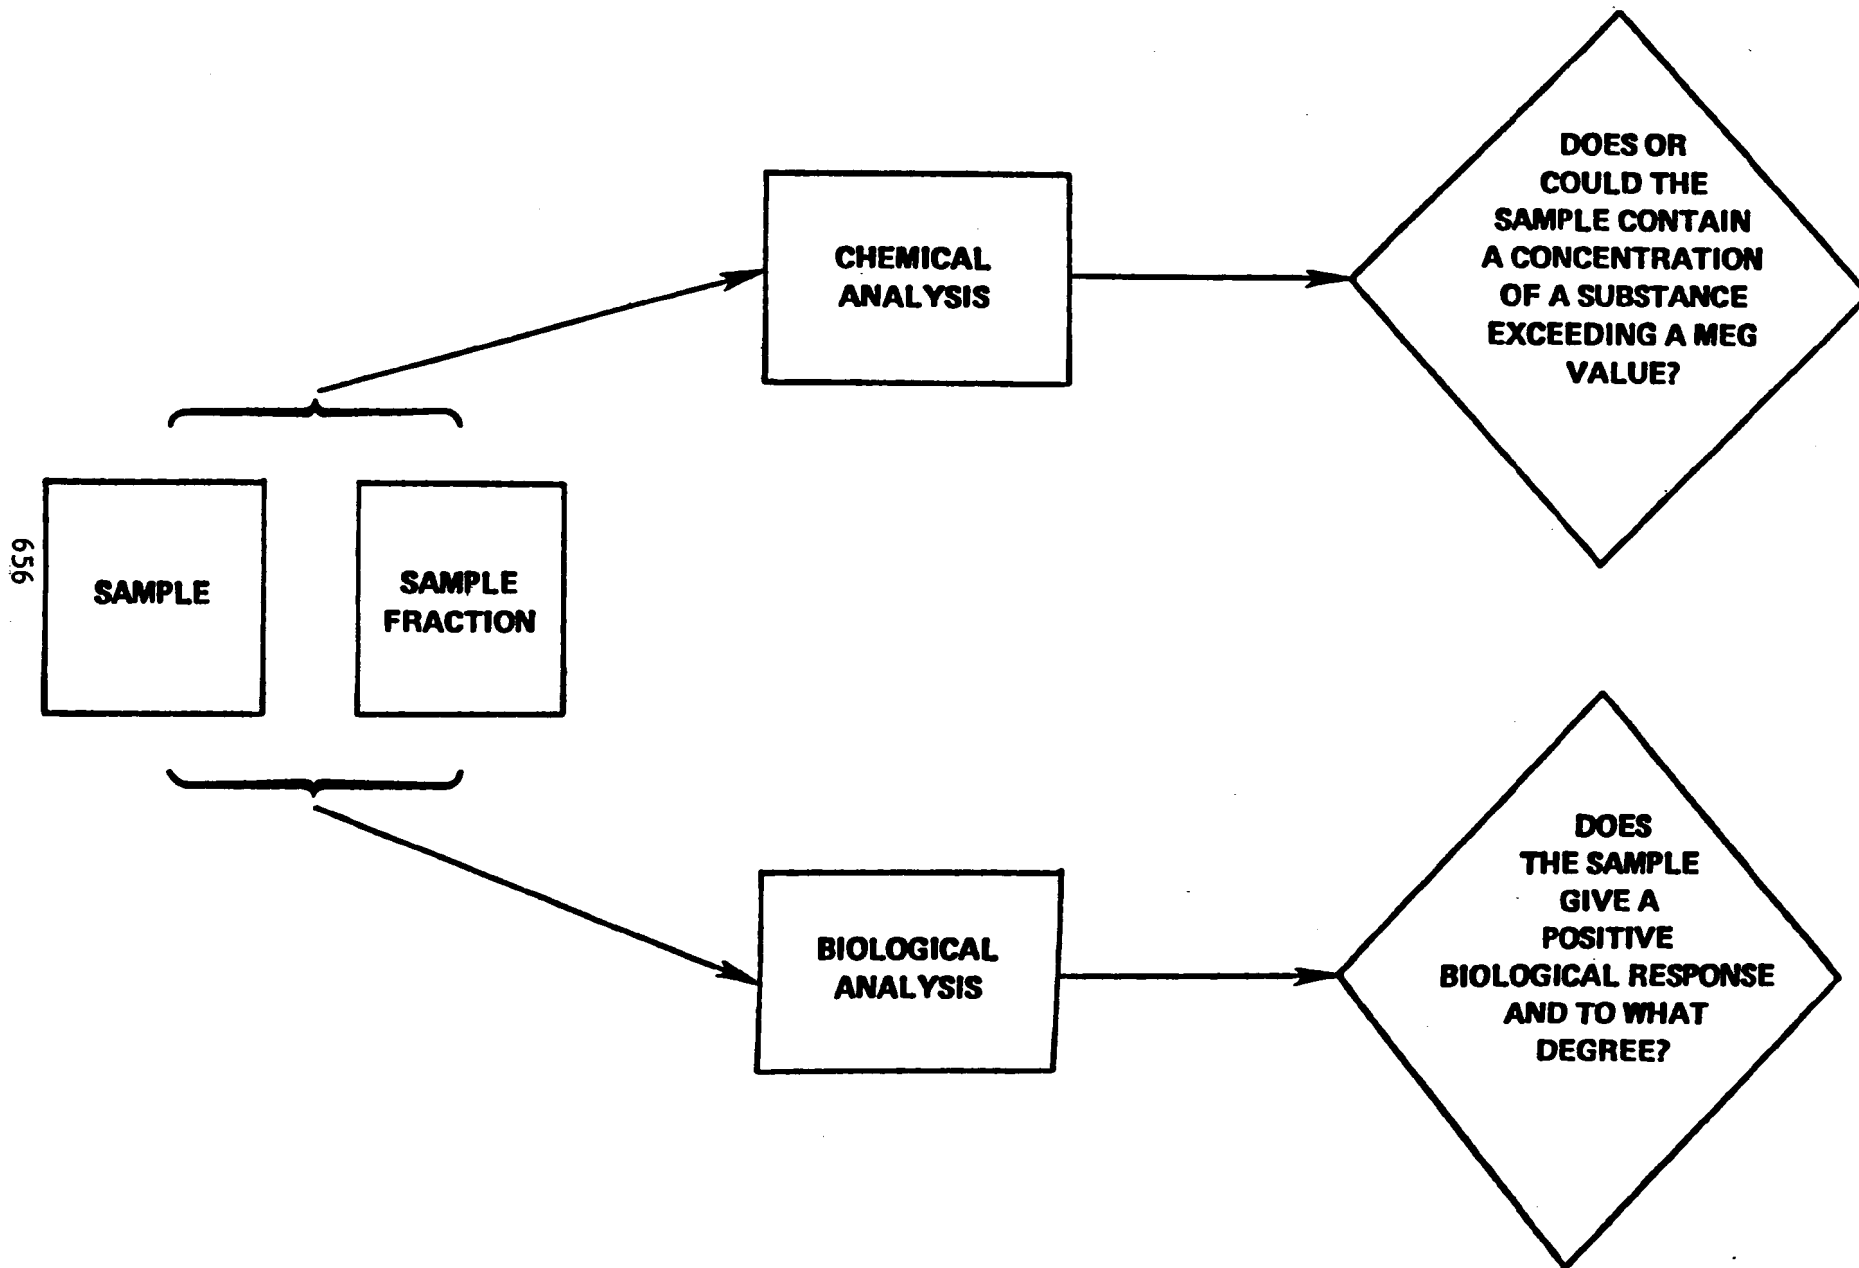 DOES OR
COULD THE
SAMPLE CONTAIN
A CONCENTRATION
OF A SUBSTANCE
EXCEEDING A MEG
VALUE?
CHEMICAL
ANALYSIS
SAMPLE
SAMPLE
FRACTION
656
BIOLOGICAL
ANALYSIS
DOES
THE SAMPLE
GIVE A
POSITIVE
BIOLOGICAL RESPONSE
AND TO WHAT
DEGREE?